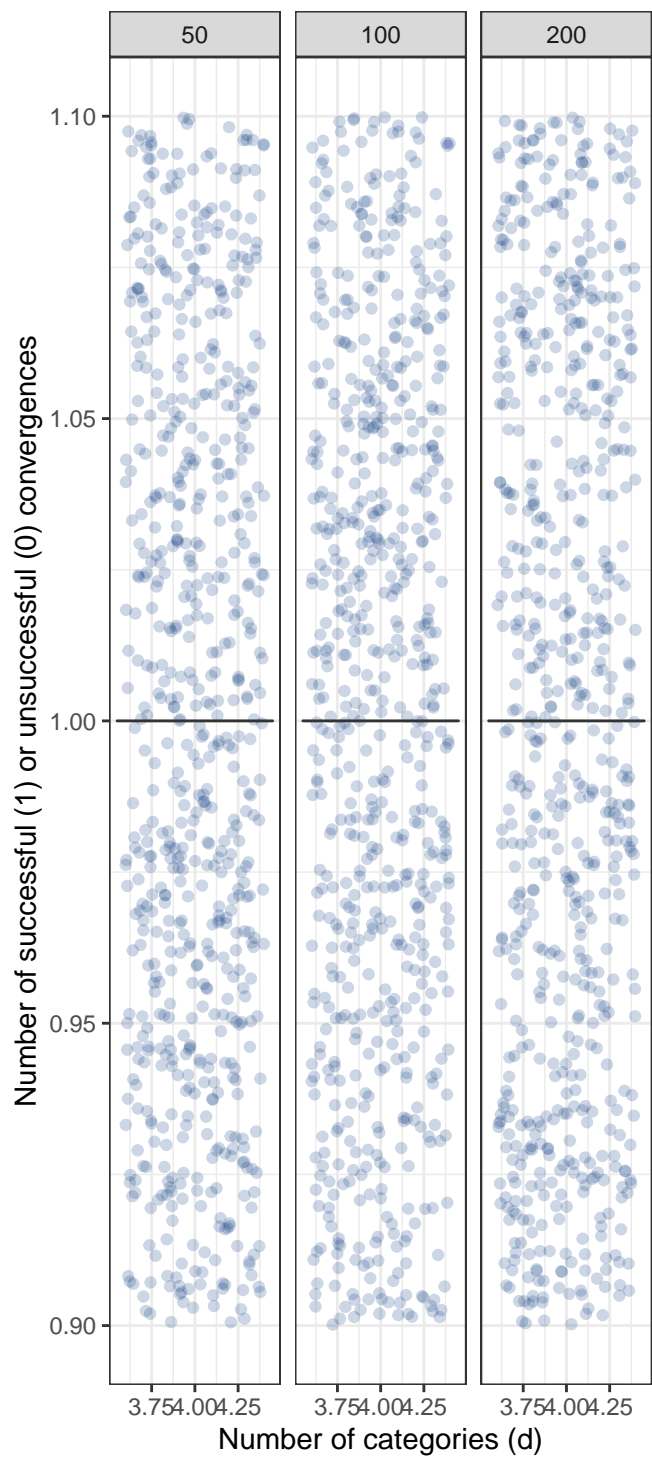 50 100 200
1.10
1.05
1.00
0.95
0.90
Number of successful (1) or unsuccessful (0) convergences
3.75 4.00 4.25 3.75 4.00 4.25 3.75 4.00 4.25
Number of categories (d)